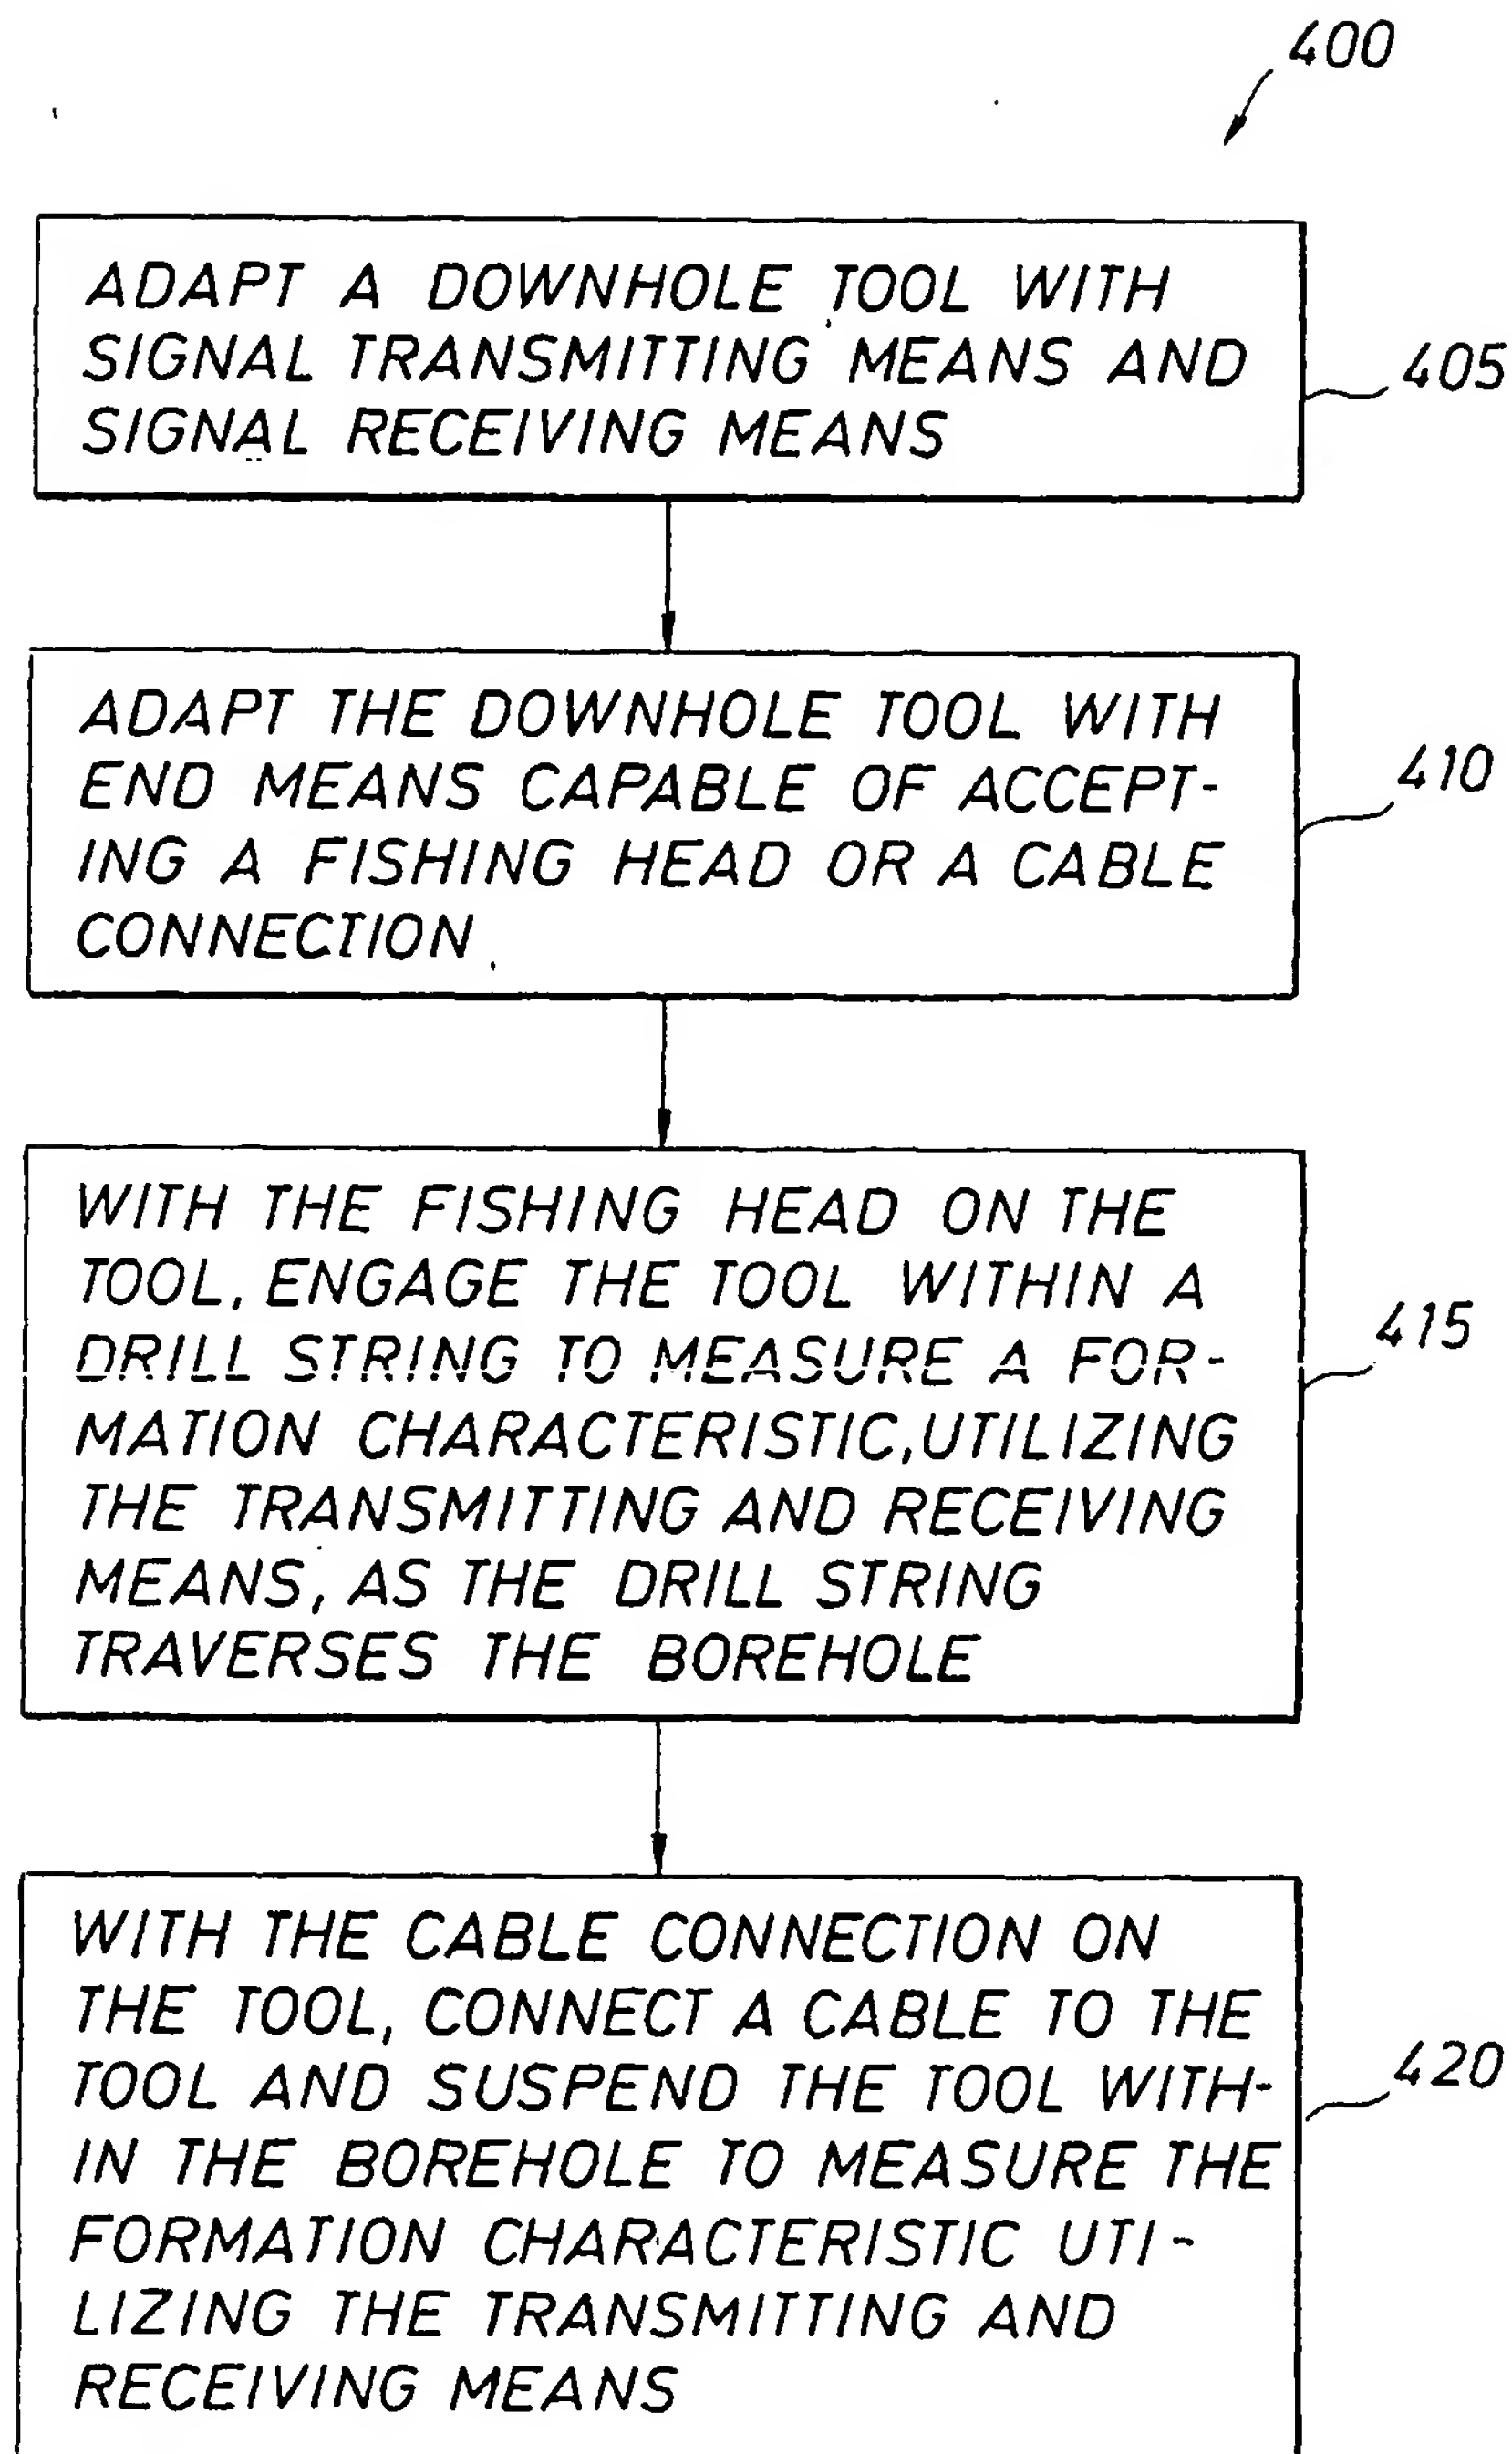 400
ADAPT A DOWNHOLE TOOL WITH
SIGNAL TRANSMITTING MEANS AND
SIGNAL RECEIVING MEANS
405
ADAPT THE DOWNHOLE TOOL WITH
END MEANS CAPABLE OF ACCEPT-
ING A FISHING HEAD OR A CABLE
CONNECTION
410
WITH THE FISHING HEAD ON THE
TOOL, ENGAGE THE TOOL WITHIN A
DRILL STRING TO MEASURE A FOR-
MATION CHARACTERISTIC, UTILIZING
THE TRANSMITTING AND RECEIVING
MEANS, AS THE DRILL STRING
TRAVERSES THE BOREHOLE
415
WITH THE CABLE CONNECTION ON
THE TOOL, CONNECT A CABLE TO THE
TOOL AND SUSPEND THE TOOL WITH-
IN THE BOREHOLE TO MEASURE THE
FORMATION CHARACTERISTIC UTI-
LIZING THE TRANSMITTING AND
RECEIVING MEANS
420